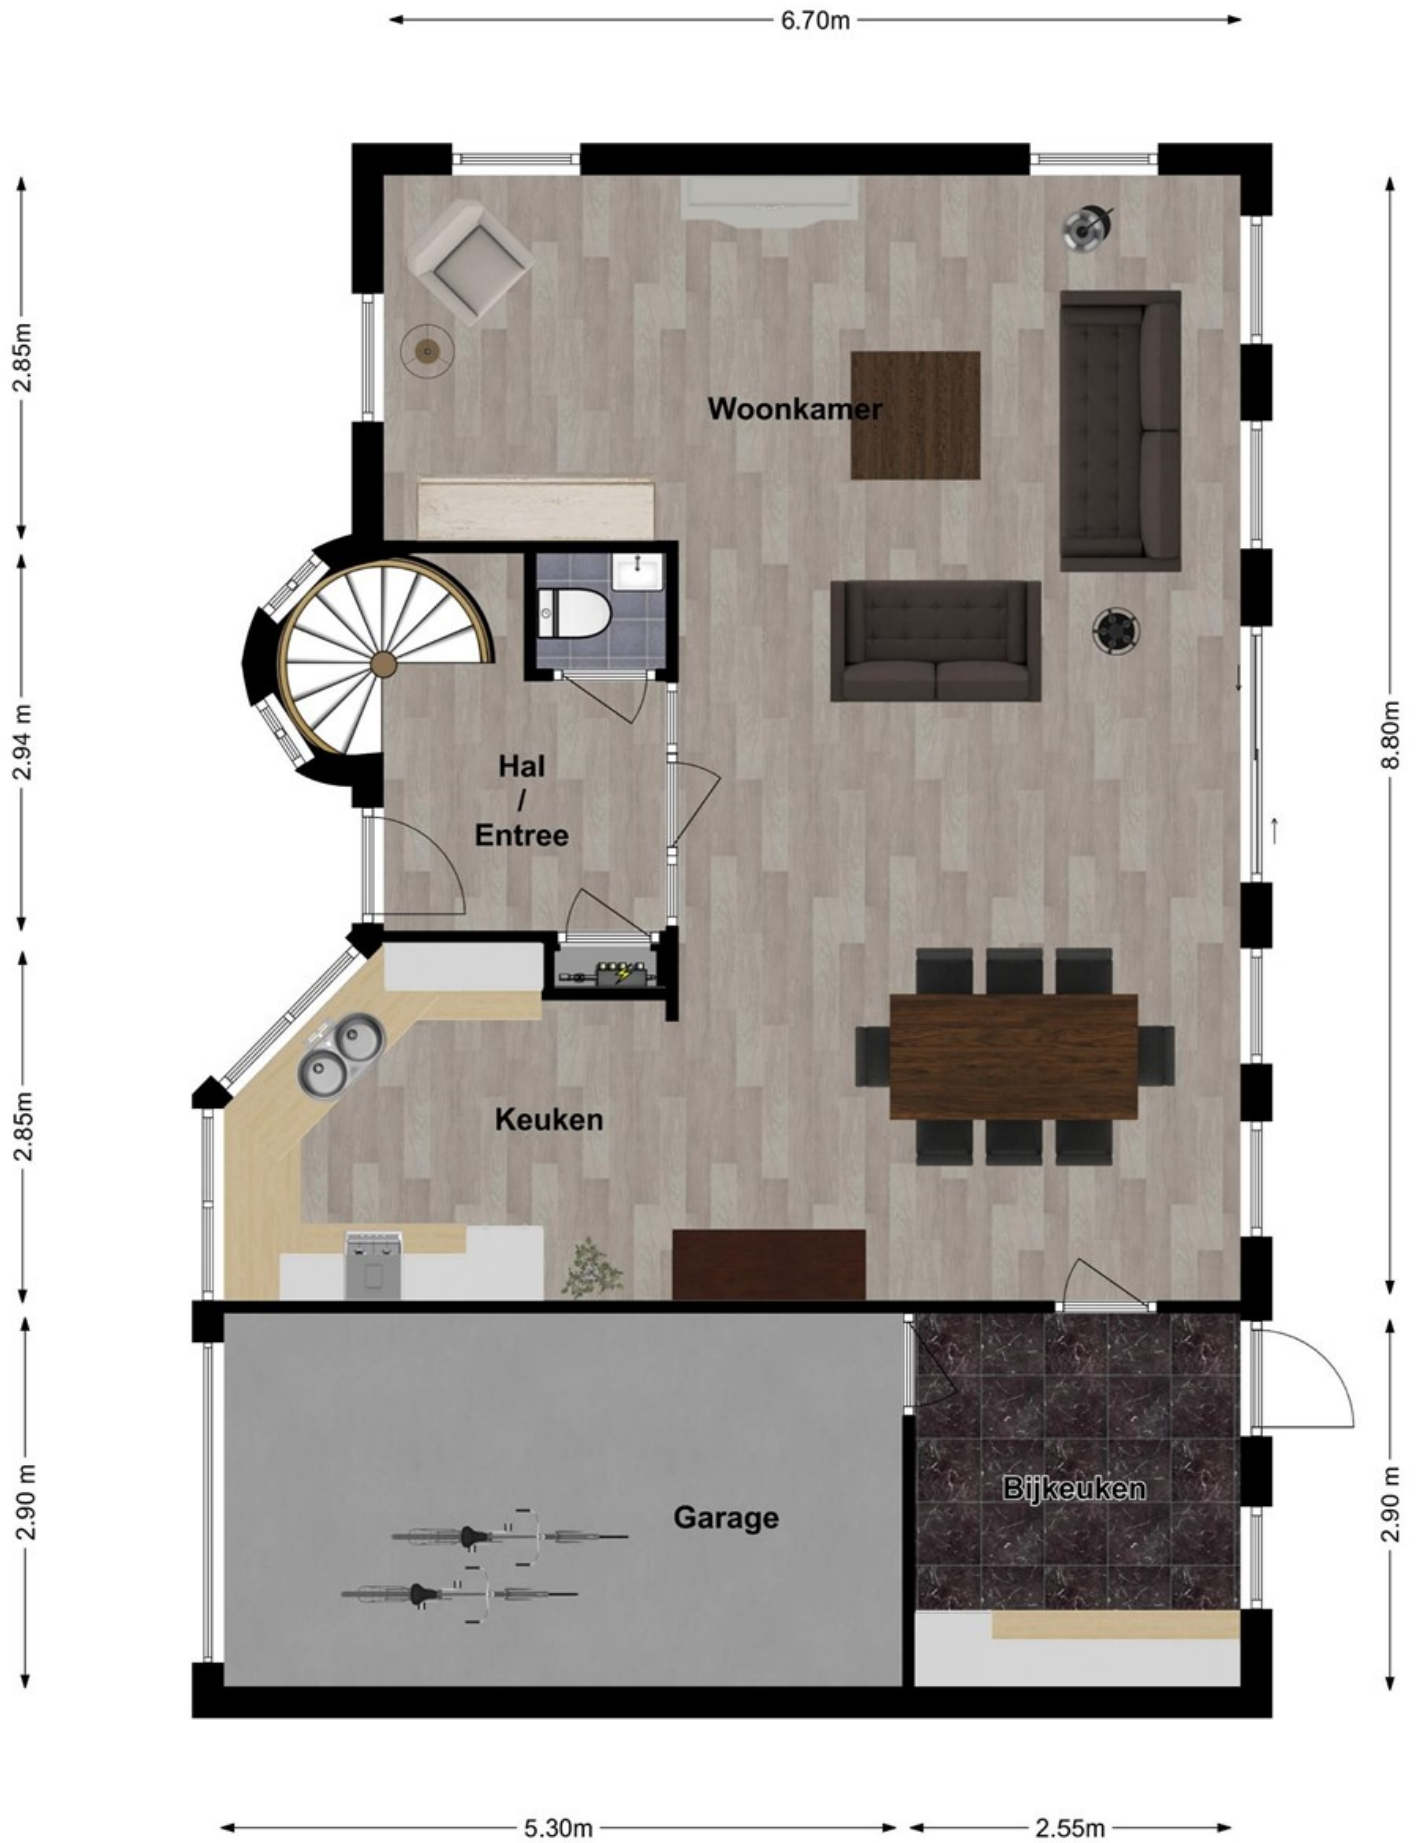 6.70m
2.85m
Woonkamer
2.94 m
8.80m
Hal
/
Entree
2.85m
Keuken
2.90 m
Garage
Bijkeuken
2.90 m
5.30m
2.55m